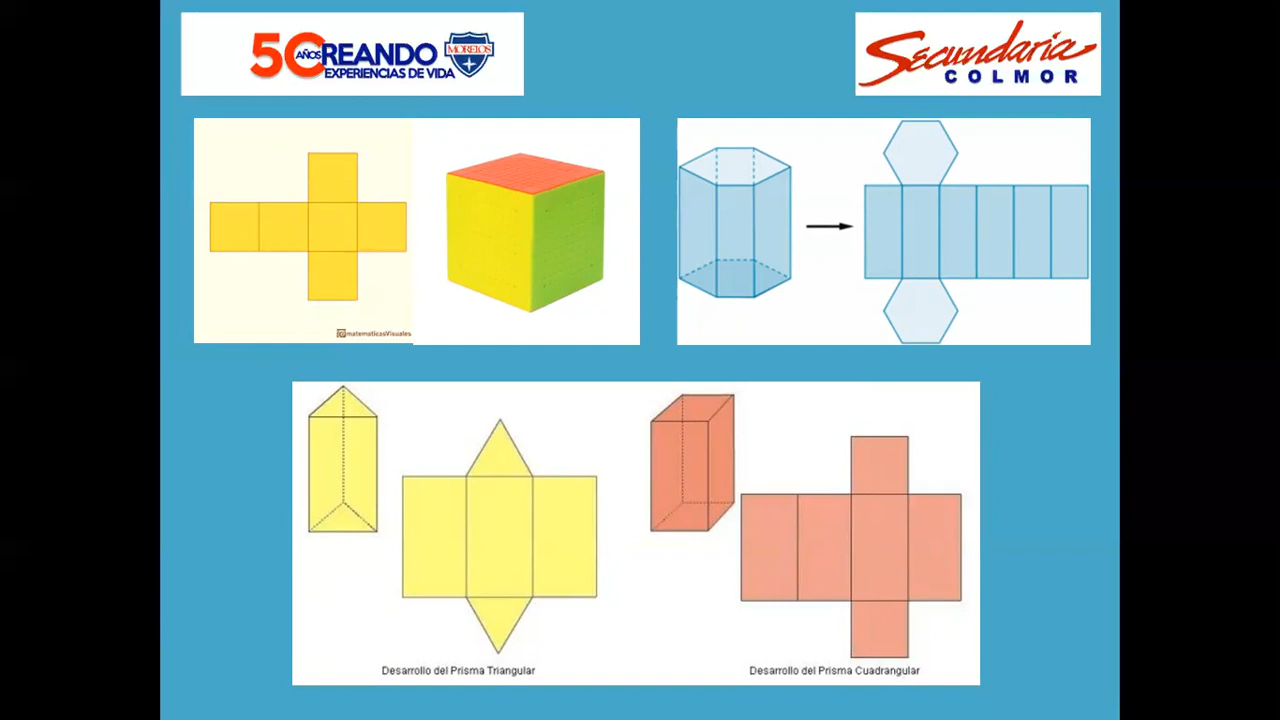 50 AÑOS CREANDO
EXPERIENCIAS DE VIDA
MORELOS
Secundaria
COLMOR
matematicasVisuales
Desarrollo del Prisma Triangular
Desarrollo del Prisma Cuadrangular